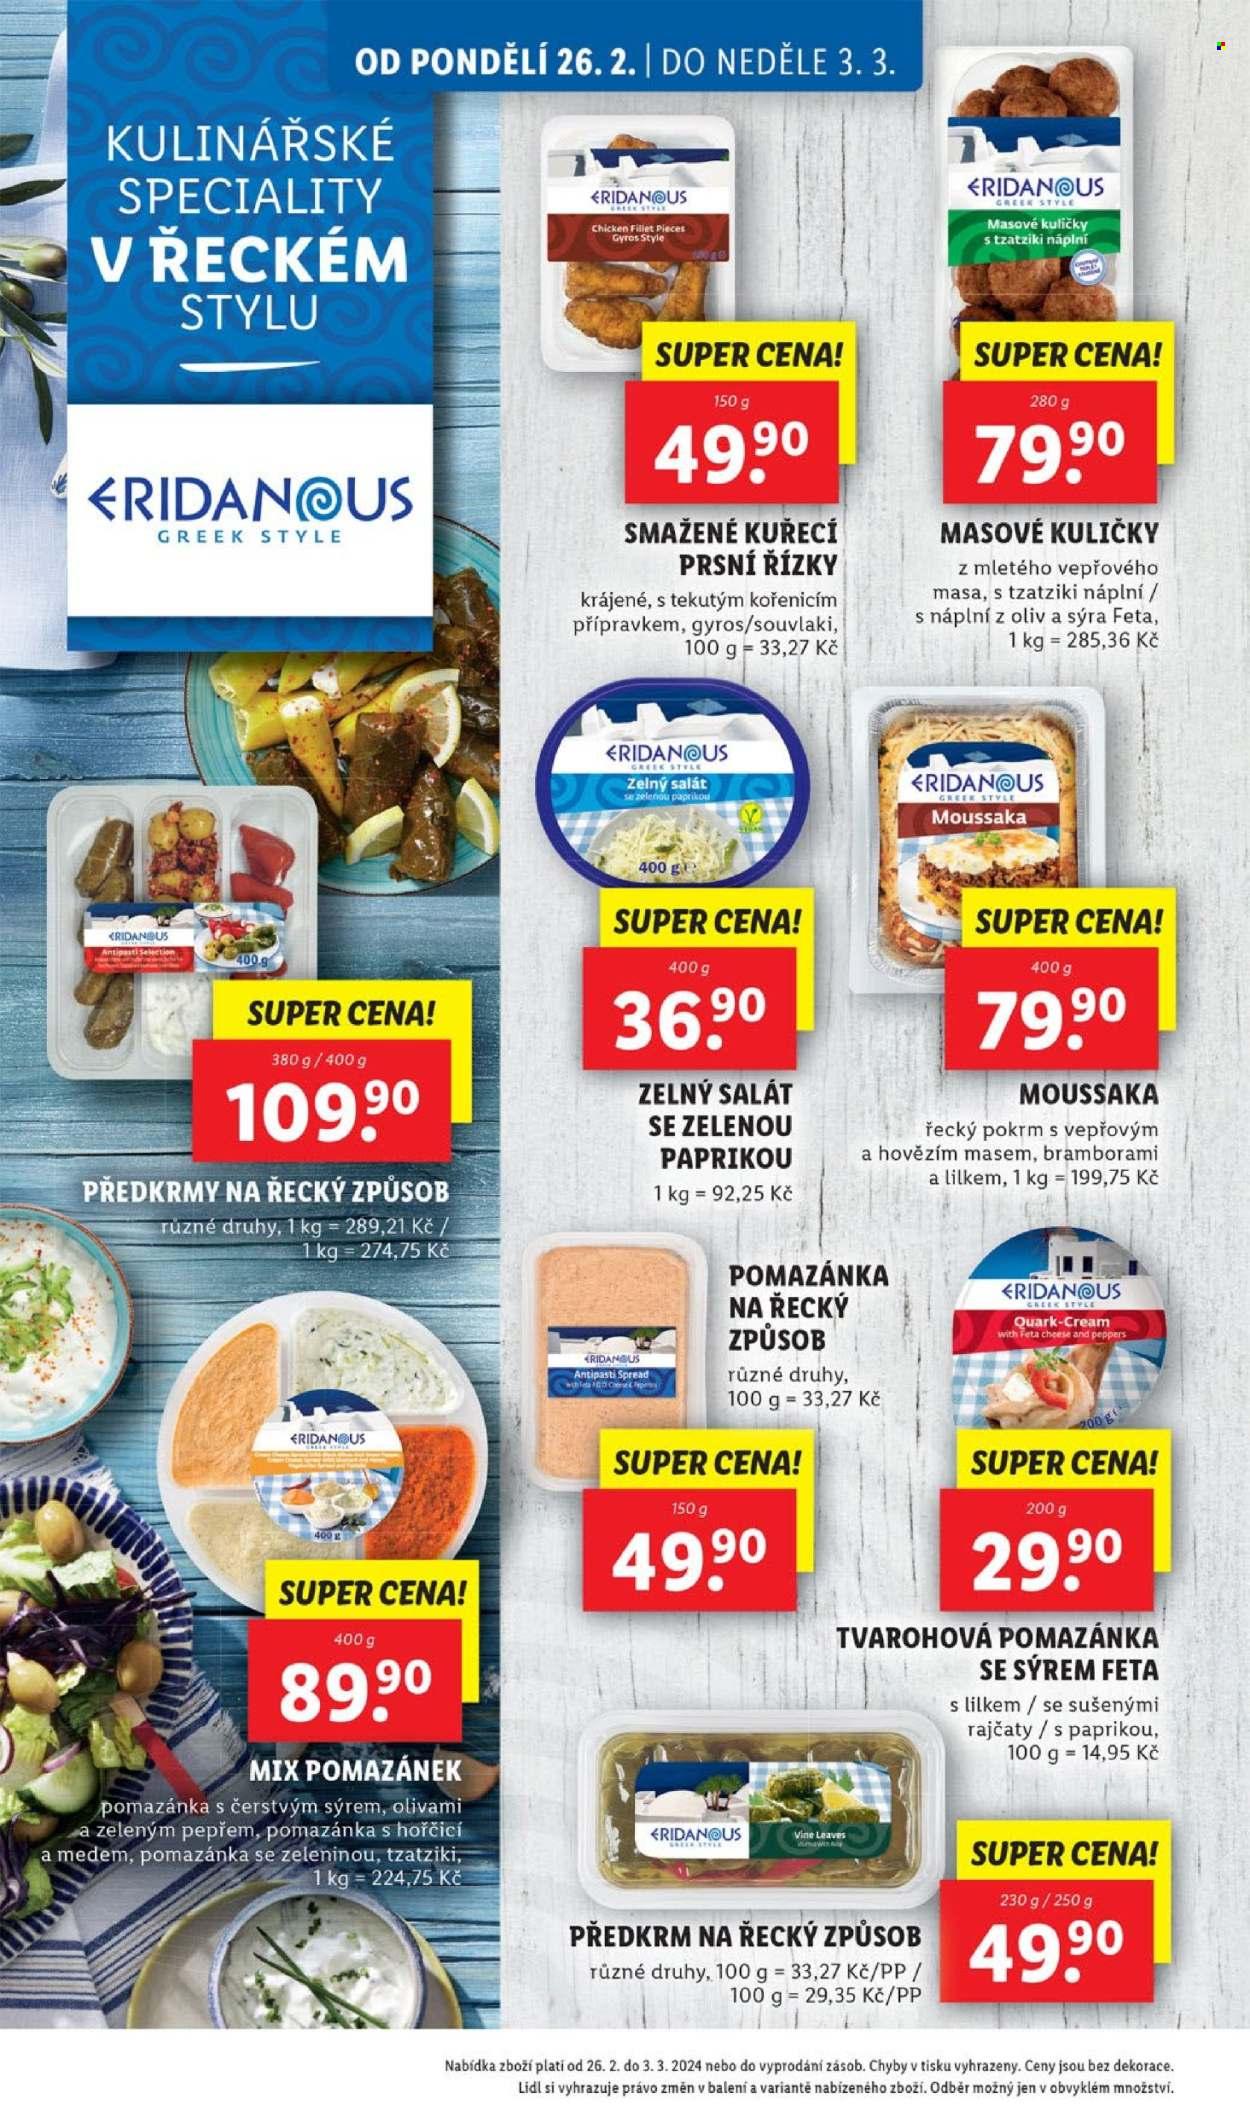 OD PONDĚLÍ 26. 2. | DO NEDĚLE 3. 3.
KULINÁŘSKÉ
SPECIALITY
V ŘECKÉM
STYLU
ERIDANOUS
GREEK STYLE
ERIDANOUS
GREEK STYLE
Chicken Fillet Pieces
Gyros Style
SUPER CENA!
150 g
49.90
SMAŽENÉ KUŘECÍ
PRSNÍ ŘÍZKY
krájené, s tekutým kořenicím
přípravkem, gyros/souvlaki,
100 g = 33,27 Kč
ERIDANOUS
GREEK STYLE
Masové kuličky
s tzatziki náplní
SUPER CENA!
280 g
79.90
MASOVÉ KULIČKY
z mletého vepřového
masa, s tzatziki náplní /
s náplní z oliv a sýra Feta,
1 kg = 285,36 Kč
ERIDANOUS
Antipasti Selection
400g
SUPER CENA!
380 g / 400 g
109.90
PŘEDKRMY NA ŘECKÝ ZPŮSOB
různé druhy, 1 kg = 289,21 Kč /
1 kg = 274,75 Kč
ERIDANOUS
GREEK STYLE
Zelný salát
se zelenou paprikou
VEGAN
400 g e
SUPER CENA!
400 g
36.90
ZELNÝ SALÁT
SE ZELENOU
PAPRIKOU
1 kg = 92,25 Kč
ERIDANOUS
GREEK STYLE
Moussaka
SUPER CENA!
400 g
79.90
MOUSSAKA
řecký pokrm s vepřovým
a hovězím masem, bramborami
a lilkem, 1 kg = 199,75 Kč
ERIDANOUS
GREEK STYLE
400 g
SUPER CENA!
400 g
89.90
MIX POMAZÁNEK
pomazánka s čerstvým sýrem, olivami
a zeleným pepřem, pomazánka s hořčicí
a medem, pomazánka se zeleninou, tzatziki,
1 kg = 224,75 Kč
ERIDANOUS
Antipasti Spread
POMAZÁNKA
NA ŘECKÝ
ZPŮSOB
různé druhy,
100 g = 33,27 Kč
SUPER CENA!
150 g
49.90
ERIDANOUS
GREEK STYLE
Quark-Cream
with Feta cheese and peppers
200 g
SUPER CENA!
200 g
29.90
TVAROHOVÁ POMAZÁNKA
SE SÝREM FETA
s lilkem / se sušenými
rajčaty / s paprikou,
100 g = 14,95 Kč
ERIDANOUS
GREEK STYLE
Vine Leaves
SUPER CENA!
230 g / 250 g
49.90
PŘEDKRM NA ŘECKÝ ZPŮSOB
různé druhy, 100 g = 33,27 Kč/PP /
100 g = 29,35 Kč/PP
Nabídka zboží platí od 26. 2. do 3. 3. 2024 nebo do vyprodání zásob. Chyby v tisku vyhrazeny. Ceny jsou bez dekorace.
Lidl si vyhrazuje právo změn v balení a variantě nabízeného zboží. Odběr možný jen v obvyklém množství.